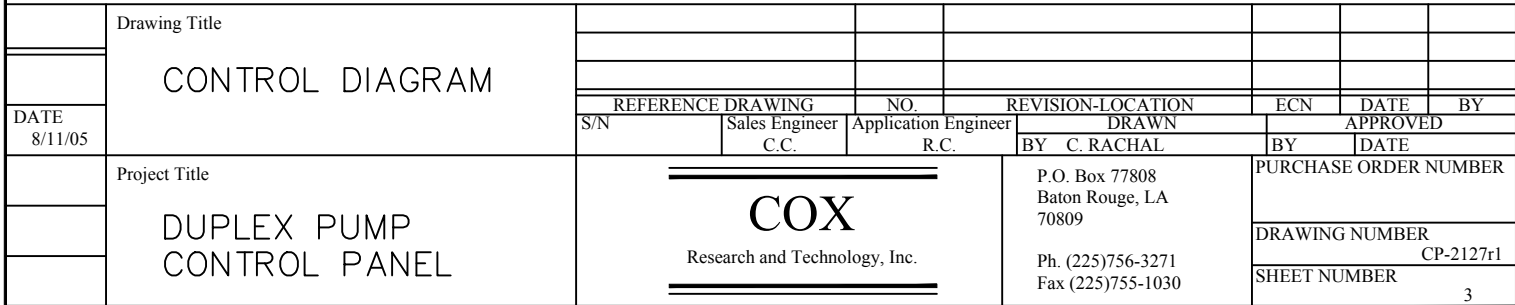 Drawing Title
CONTROL DIAGRAM
DATE
8/11/05
REFERENCE DRAWING NO. REVISION-LOCATION ECN DATE BY
S/N Sales Engineer Application Engineer DRAWN APPROVED
C.C. R.C. BY C. RACHAL BY DATE
Project Title
DUPLEX PUMP
CONTROL PANEL
COX
Research and Technology, Inc.
P.O. Box 77808
Baton Rouge, LA
70809
Ph. (225)756-3271
Fax (225)755-1030
PURCHASE ORDER NUMBER
DRAWING NUMBER
CP-2127r1
SHEET NUMBER
3